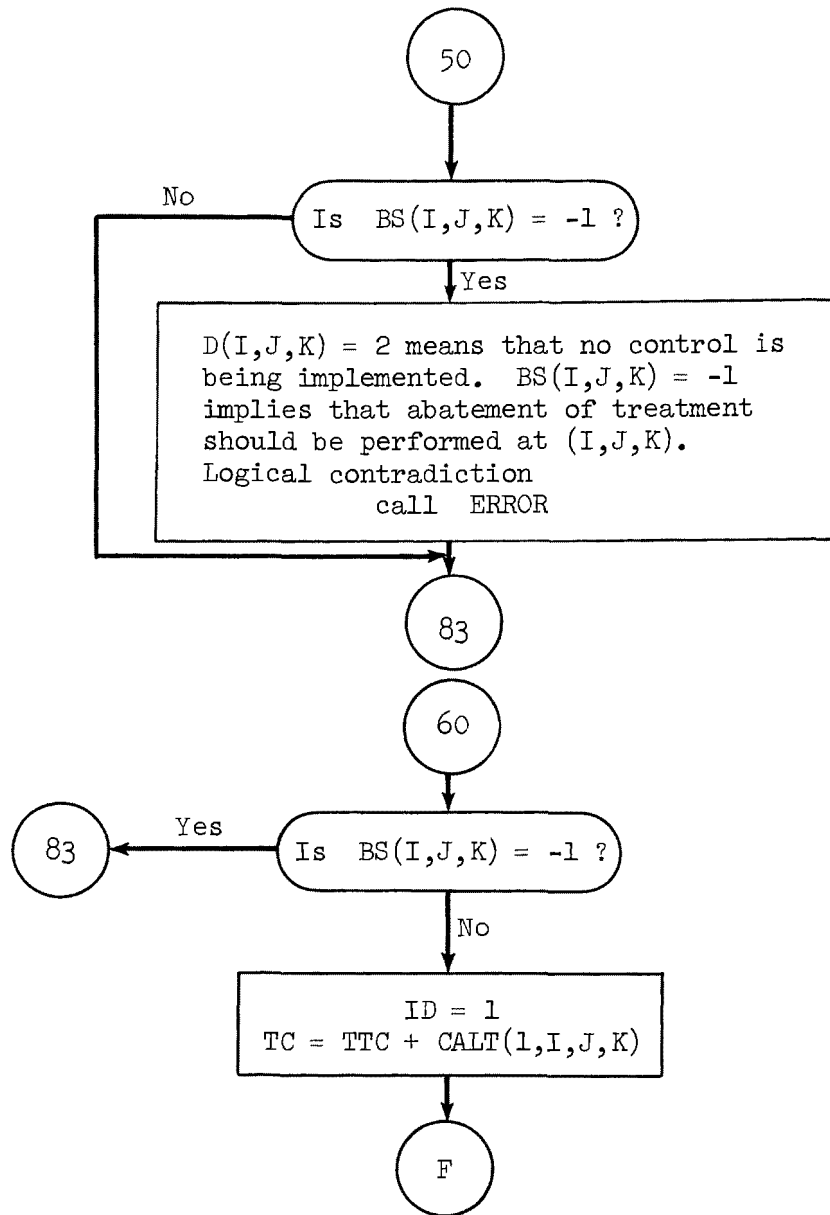 50
No
Is BS(I,J,K) = -1 ?
Yes
D(I,J,K) = 2 means that no control is
being implemented. BS(I,J,K) = -1
implies that abatement of treatment
should be performed at (I,J,K).
Logical contradiction
call ERROR
83
60
83
Yes
Is BS(I,J,K) = -1 ?
No
ID = 1
TC = TTC + CALT(1,I,J,K)
F